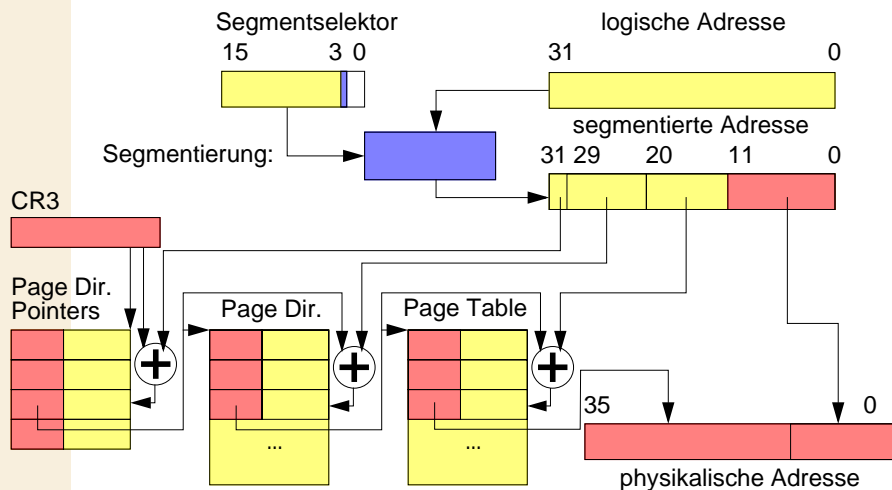 Segmentselektor
15 3 0
logische Adresse
31 0
Segmentierung:
segmentierte Adresse
31 29 20 11 0
CR3
Page Dir.
Pointers
Page Dir.
Page Table
+ + +
...
...
35 0
physikalische Adresse